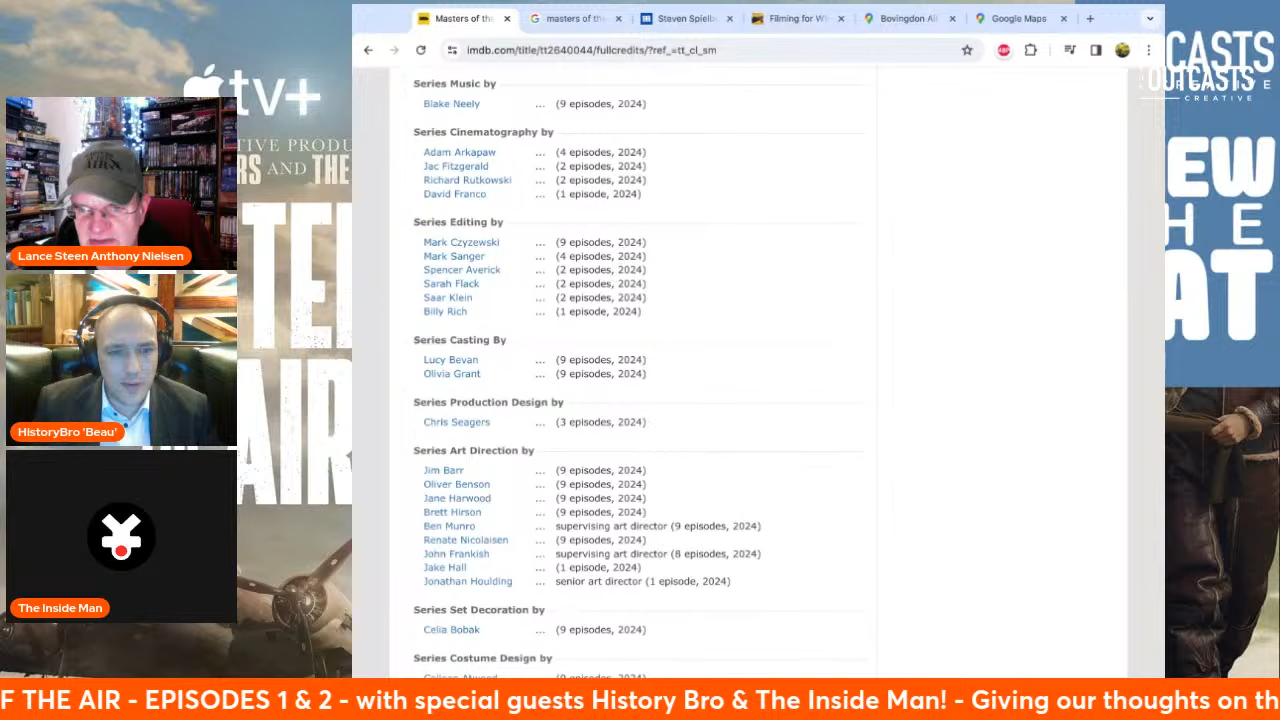 Masters of the
masters of the
Steven Spielb
Filming for Wi
Bovingdon Ai
Google Maps
imdb.com/title/tt2640044/fullcredits/?ref_=tt_cl_sm
tv+
TIVE PRODU
RS AND THE
TEI
AIR
CASTS
OUTCASTS
CREATIVE
EW
HE
AT
Series Music by
Blake Neely ... (9 episodes, 2024)
Series Cinematography by
Adam Arkapaw ... (4 episodes, 2024)
Jac Fitzgerald ... (2 episodes, 2024)
Richard Rutkowski ... (2 episodes, 2024)
David Franco ... (1 episode, 2024)
Series Editing by
Mark Czyzewski ... (9 episodes, 2024)
Mark Sanger ... (4 episodes, 2024)
Spencer Averick ... (2 episodes, 2024)
Sarah Flack ... (2 episodes, 2024)
Saar Klein ... (2 episodes, 2024)
Billy Rich ... (1 episode, 2024)
Series Casting By
Lucy Bevan ... (9 episodes, 2024)
Olivia Grant ... (9 episodes, 2024)
Series Production Design by
Chris Seagers ... (3 episodes, 2024)
Series Art Direction by
Jim Barr ... (9 episodes, 2024)
Oliver Benson ... (9 episodes, 2024)
Jane Harwood ... (9 episodes, 2024)
Brett Hirson ... (9 episodes, 2024)
Ben Munro ... supervising art director (9 episodes, 2024)
Renate Nicolaisen ... (9 episodes, 2024)
John Frankish ... supervising art director (8 episodes, 2024)
Jake Hall ... (1 episode, 2024)
Jonathan Houlding ... senior art director (1 episode, 2024)
Series Set Decoration by
Celia Bobak ... (9 episodes, 2024)
Series Costume Design by
Lance Steen Anthony Nielsen
HistoryBro 'Beau'
The Inside Man
F THE AIR - EPISODES 1 & 2 - with special guests History Bro & The Inside Man! - Giving our thoughts on th